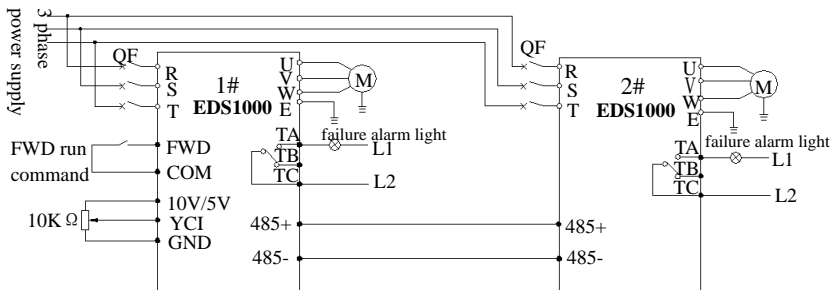 3 phase
power supply
QF
R
S
T
1#
EDS1000
U
V
W
E
M
FWD run
command
FWD
COM
TA
TB
TC
failure alarm light
L1
L2
10K Ω
10V/5V
YCI
GND
485+
485-
QF
R
S
T
2#
EDS1000
U
V
W
E
M
TA
TB
TC
failure alarm light
L1
L2
485+
485-